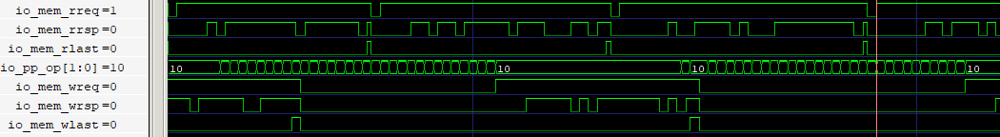 io_mem_rreq=1
io_mem_rrsp=0
io_mem_rlast=0
io_pp_op[1:0]=10 10 10 10 10
io_mem_wreq=0
io_mem_wrsp=0
io_mem_wlast=0